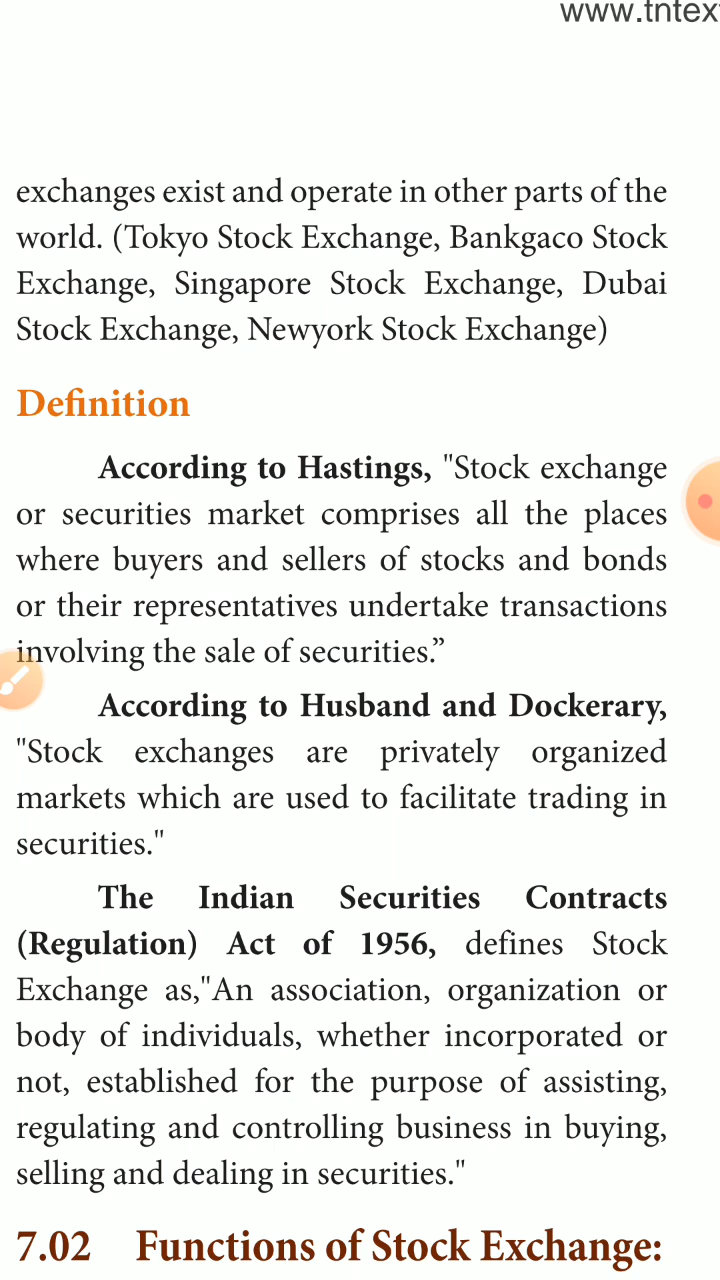 www.tntex
exchanges exist and operate in other parts of the
world. (Tokyo Stock Exchange, Bankgaco Stock
Exchange, Singapore Stock Exchange, Dubai
Stock Exchange, Newyork Stock Exchange)
Definition
According to Hastings, "Stock exchange
or securities market comprises all the places
where buyers and sellers of stocks and bonds
or their representatives undertake transactions
involving the sale of securities.”
According to Husband and Dockerary,
"Stock exchanges are privately organized
markets which are used to facilitate trading in
securities."
The Indian Securities Contracts
(Regulation) Act of 1956, defines Stock
Exchange as,"An association, organization or
body of individuals, whether incorporated or
not, established for the purpose of assisting,
regulating and controlling business in buying,
selling and dealing in securities."
7.02 Functions of Stock Exchange: